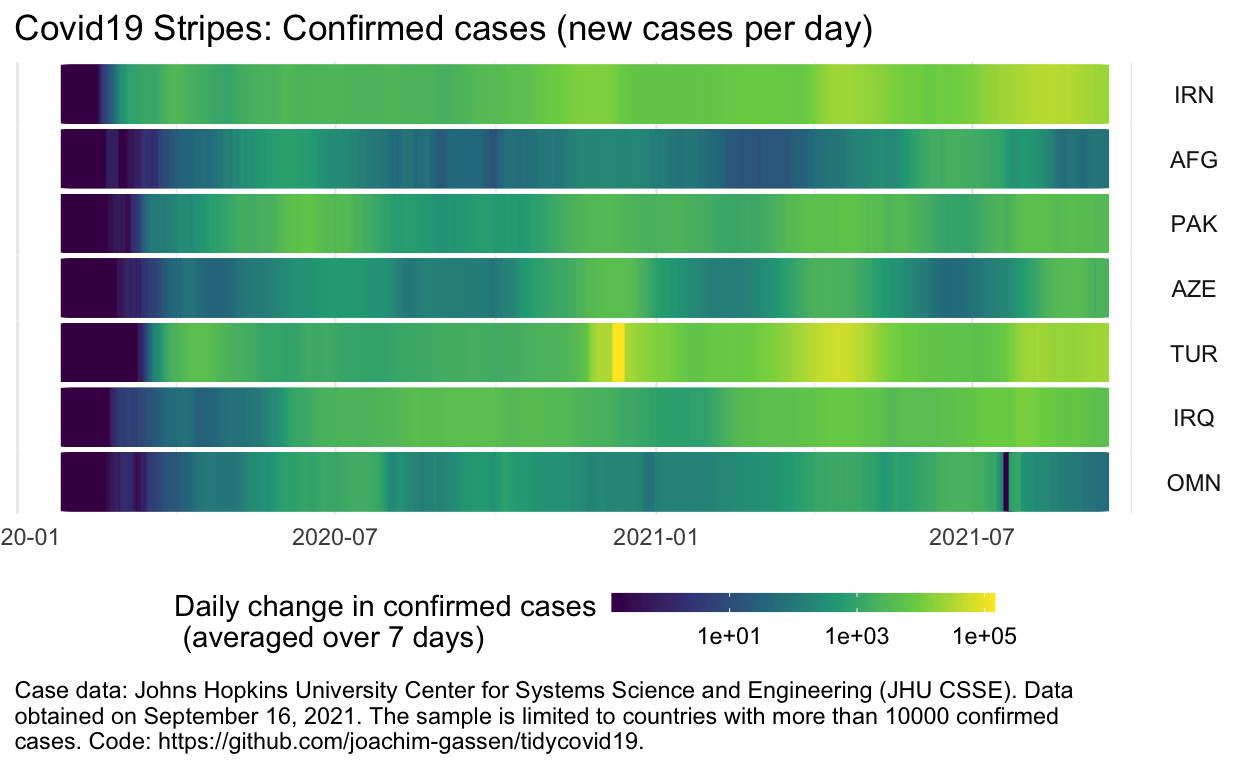 Covid19 Stripes: Confirmed cases (new cases per day)
IRN
AFG
PAK
AZE
TUR
IRQ
OMN
20-01 2020-07 2021-01 2021-07
Daily change in confirmed cases
(averaged over 7 days)
1e+01 1e+03 1e+05
Case data: Johns Hopkins University Center for Systems Science and Engineering (JHU CSSE). Data
obtained on September 16, 2021. The sample is limited to countries with more than 10000 confirmed
cases. Code: https://github.com/joachim-gassen/tidycovid19.